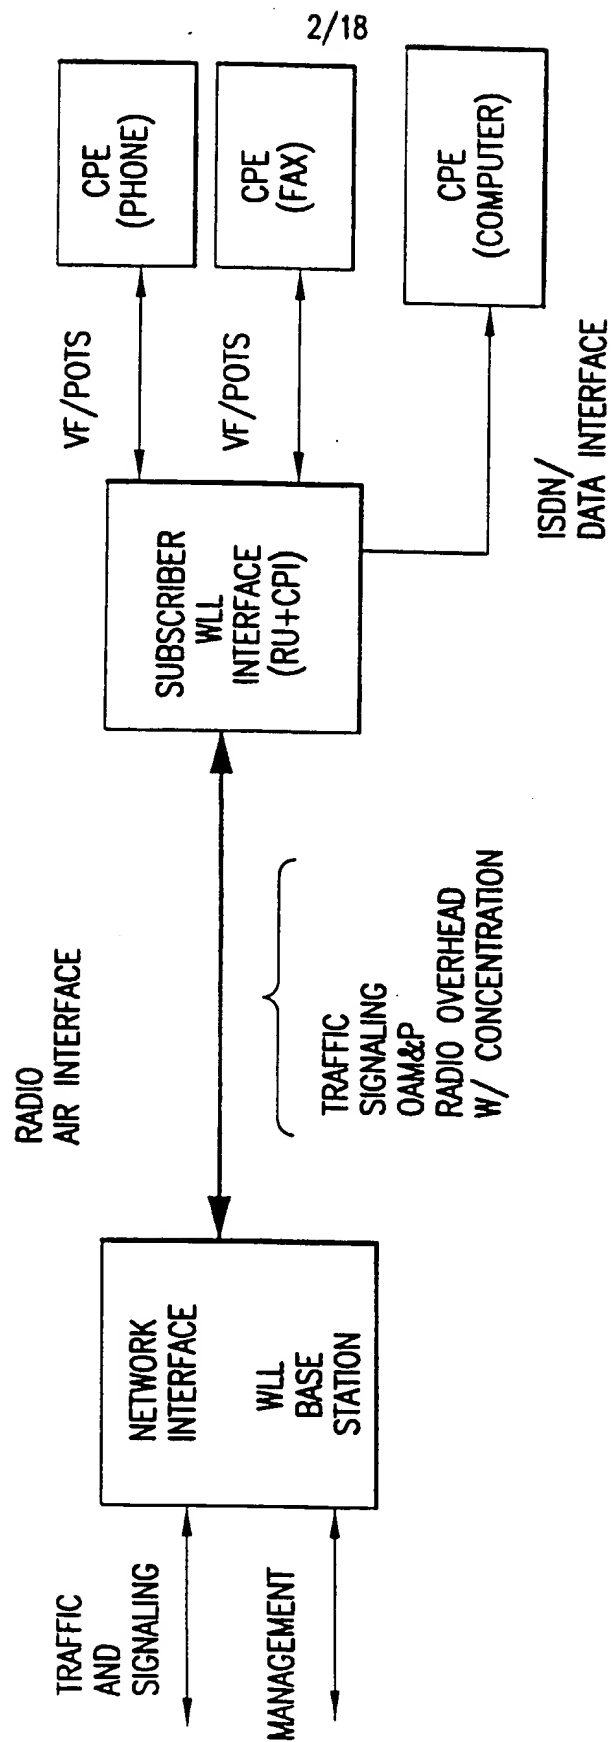 2/18
TRAFFIC
AND
SIGNALING
MANAGEMENT
NETWORK
INTERFACE
WLL
BASE
STATION
RADIO
AIR INTERFACE
TRAFFIC
SIGNALING
OAM&P
RADIO OVERHEAD
W/ CONCENTRATION
SUBSCRIBER
WLL
INTERFACE
(RU+CPI)
VF/POTS
VF/POTS
ISDN/
DATA INTERFACE
CPE
(PHONE)
CPE
(FAX)
CPE
(COMPUTER)